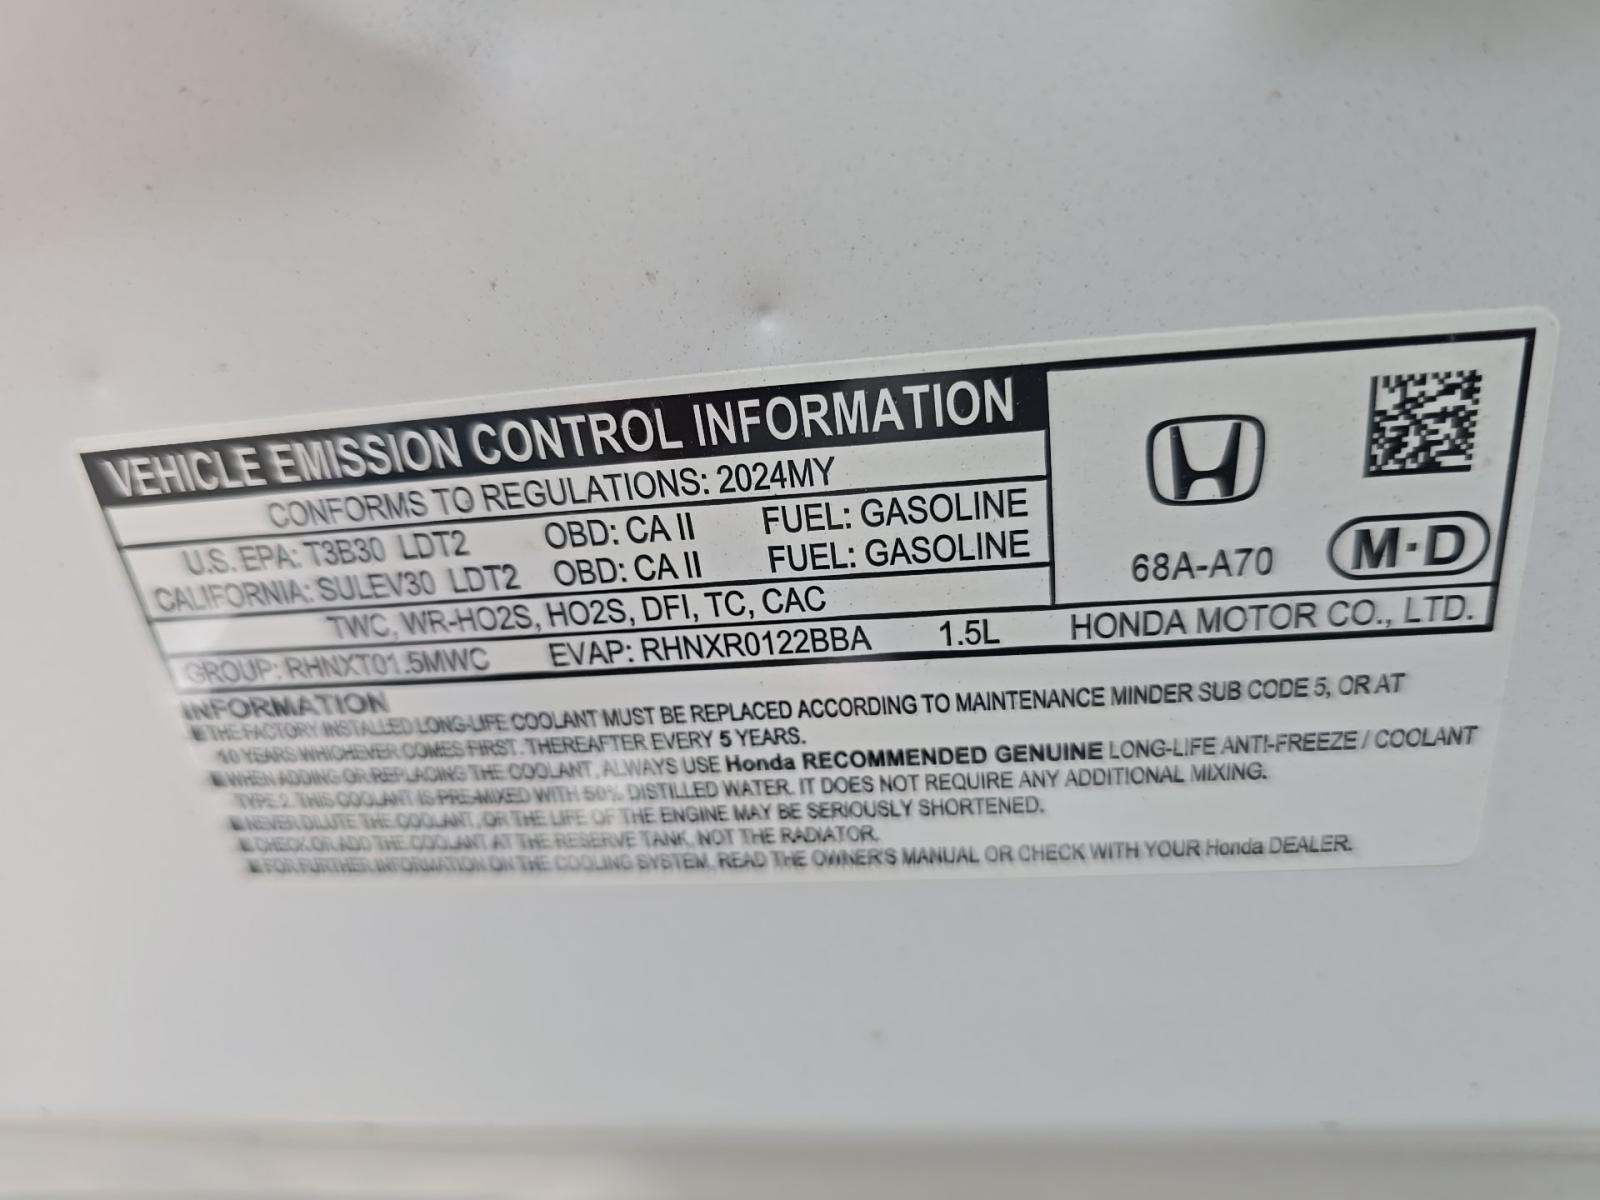 VEHICLE EMISSION CONTROL INFORMATION
CONFORMS TO REGULATIONS: 2024MY
U.S. EPA: T3B30 LDT2 OBD: CA II FUEL: GASOLINE
CALIFORNIA: SULEV30 LDT2 OBD: CA II FUEL: GASOLINE
TWC, WR-HO2S, HO2S, DFI, TC, CAC
GROUP: RHNXT01.5MWC EVAP: RHNXR0122BBA 1.5L
68A-A70
M·D
HONDA MOTOR CO., LTD.
INFORMATION
■ THE FACTORY INSTALLED LONG-LIFE COOLANT MUST BE REPLACED ACCORDING TO MAINTENANCE MINDER SUB CODE 5, OR AT
10 YEARS WHICHEVER COMES FIRST. THEREAFTER EVERY 5 YEARS.
■ WHEN ADDING OR REPLACING THE COOLANT, ALWAYS USE Honda RECOMMENDED GENUINE LONG-LIFE ANTI-FREEZE / COOLANT
TYPE 2. THIS COOLANT IS PRE-MIXED WITH 50% DISTILLED WATER. IT DOES NOT REQUIRE ANY ADDITIONAL MIXING.
■ NEVER DILUTE THE COOLANT, OR THE LIFE OF THE ENGINE MAY BE SERIOUSLY SHORTENED.
■ CHECK OR ADD THE COOLANT AT THE RESERVE TANK, NOT THE RADIATOR.
■ FOR FURTHER INFORMATION ON THE COOLING SYSTEM, READ THE OWNER'S MANUAL OR CHECK WITH YOUR Honda DEALER.